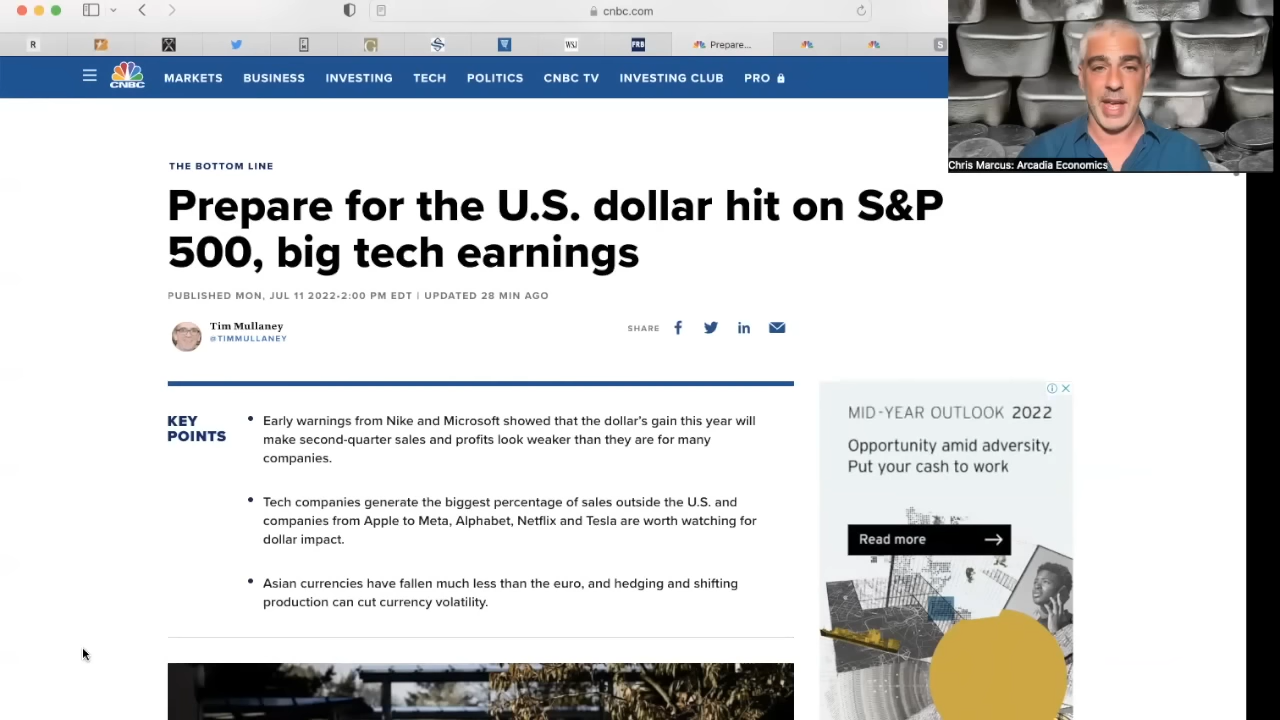 cnbc.com
R
WSJ
PRB
Prepare...
S
CNBC
MARKETS
BUSINESS
INVESTING
TECH
POLITICS
CNBC TV
INVESTING CLUB
PRO
Chris Marcus: Arcadia Economics
THE BOTTOM LINE
Prepare for the U.S. dollar hit on S&P
500, big tech earnings
PUBLISHED MON, JUL 11 2022•2:00 PM EDT | UPDATED 28 MIN AGO
Tim Mullaney
@TIMMULLANEY
SHARE
KEY
POINTS
Early warnings from Nike and Microsoft showed that the dollar's gain this year will
make second-quarter sales and profits look weaker than they are for many
companies.
Tech companies generate the biggest percentage of sales outside the U.S. and
companies from Apple to Meta, Alphabet, Netflix and Tesla are worth watching for
dollar impact.
Asian currencies have fallen much less than the euro, and hedging and shifting
production can cut currency volatility.
MID-YEAR OUTLOOK 2022
Opportunity amid adversity.
Put your cash to work
Read more